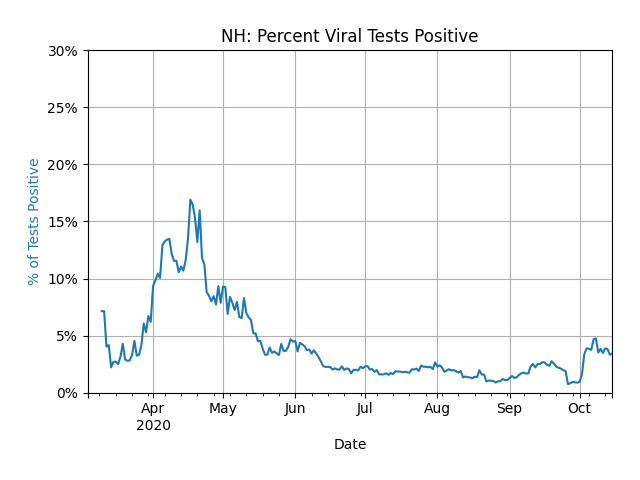 NH: Percent Viral Tests Positive
30%
25%
20%
15%
10%
5%
0%
% of Tests Positive
Apr
2020
May
Jun
Jul
Aug
Sep
Oct
Date